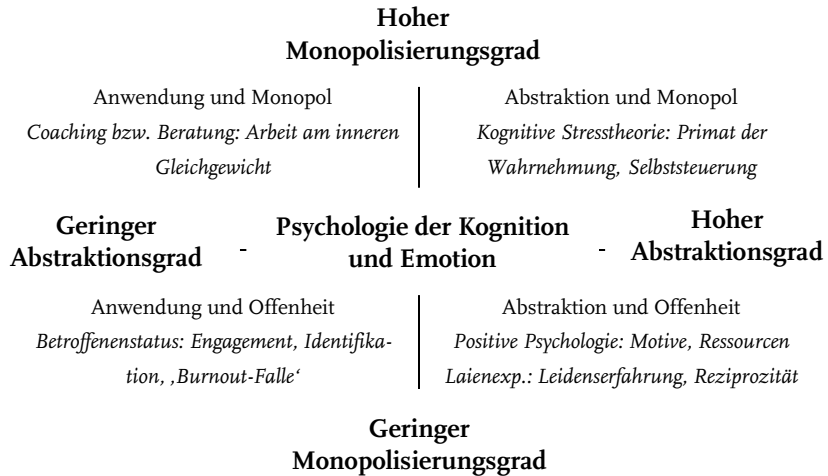 Hoher
Monopolisierungsgrad
Anwendung und Monopol
Coaching bzw. Beratung: Arbeit am inneren
Gleichgewicht
Abstraktion und Monopol
Kognitive Stresstheorie: Primat der
Wahrnehmung, Selbststeuerung
Geringer
Abstraktionsgrad
-
Psychologie der Kognition
und Emotion
-
Hoher
Abstraktionsgrad
Anwendung und Offenheit
Betroffenenstatus: Engagement, Identifika-
tion, ‚Burnout-Falle‘
Abstraktion und Offenheit
Positive Psychologie: Motive, Ressourcen
Laienexp.: Leidenserfahrung, Reziprozität
Geringer
Monopolisierungsgrad